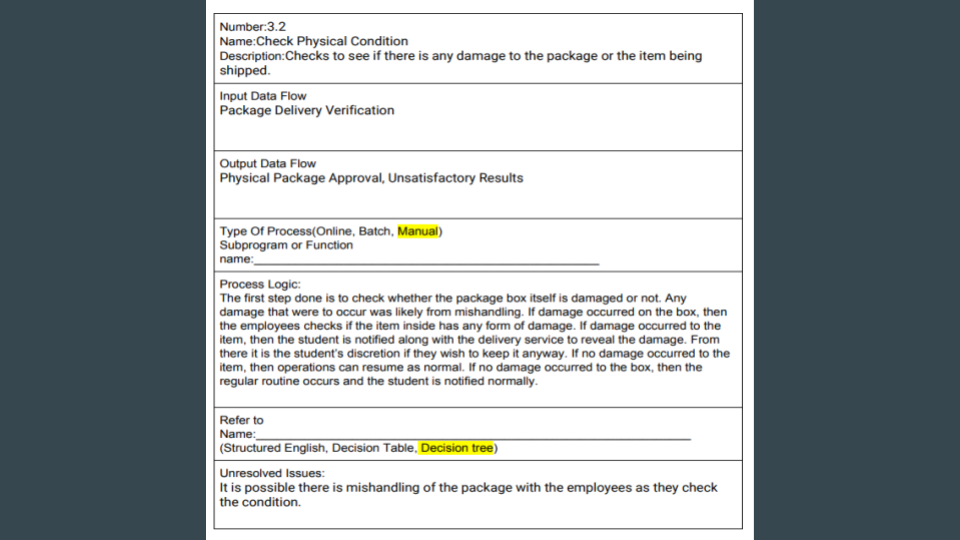 Number:3.2
Name:Check Physical Condition
Description:Checks to see if there is any damage to the package or the item being
shipped.
Input Data Flow
Package Delivery Verification
Output Data Flow
Physical Package Approval, Unsatisfactory Results
Type Of Process(Online, Batch, Manual)
Subprogram or Function
name:____________________________________________________
Process Logic:
The first step done is to check whether the package box itself is damaged or not. Any
damage that were to occur was likely from mishandling. If damage occurred on the box, then
the employees checks if the item inside has any form of damage. If damage occurred to the
item, then the student is notified along with the delivery service to reveal the damage. From
there it is the student's discretion if they wish to keep it anyway. If no damage occurred to the
item, then operations can resume as normal. If no damage occurred to the box, then the
regular routine occurs and the student is notified normally.
Refer to
Name:__________________________________________________________________
(Structured English, Decision Table, Decision tree)
Unresolved Issues:
It is possible there is mishandling of the package with the employees as they check
the condition.